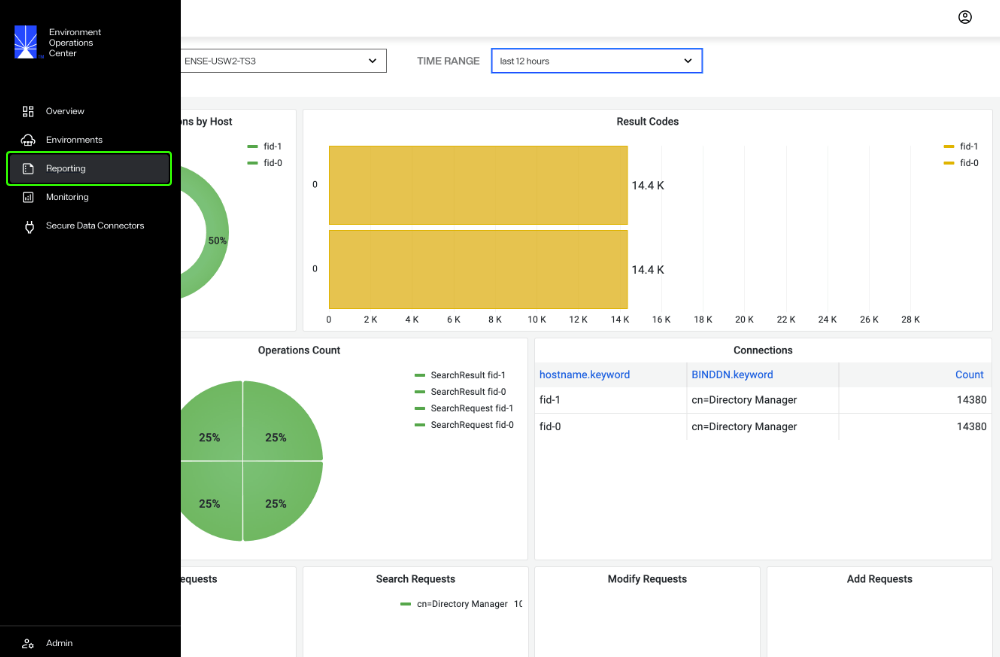 Environment
Operations
Center
Overview
Environments
Reporting
Monitoring
Secure Data Connectors
Admin
ENSE-USW2-TS3
TIME RANGE
last 12 hours
ns by Host
fid-1
fid-0
50%
Result Codes
fid-1
fid-0
0
14.4 K
0
14.4 K
0 2 K 4 K 6 K 8 K 10 K 12 K 14 K 16 K 18 K 20 K 22 K 24 K 26 K 28 K
Operations Count
SearchResult fid-1
SearchResult fid-0
SearchRequest fid-1
SearchRequest fid-0
25% 25%
25% 25%
Connections
hostname.keyword BINDDN.keyword Count
fid-1 cn=Directory Manager 14380
fid-0 cn=Directory Manager 14380
equests
Search Requests
cn=Directory Manager 10
Modify Requests
Add Requests